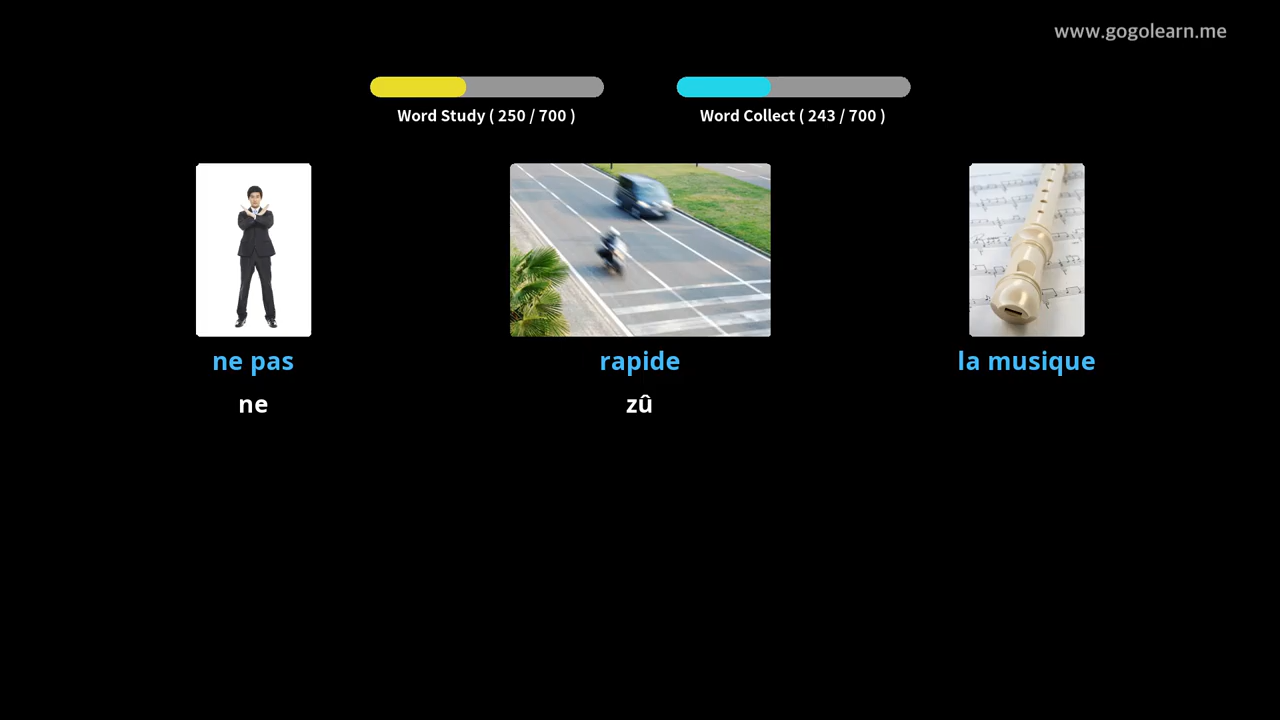 www.gogolearn.me
Word Study ( 250 / 700 )
Word Collect ( 243 / 700 )
ne pas
rapide
la musique
ne
zû